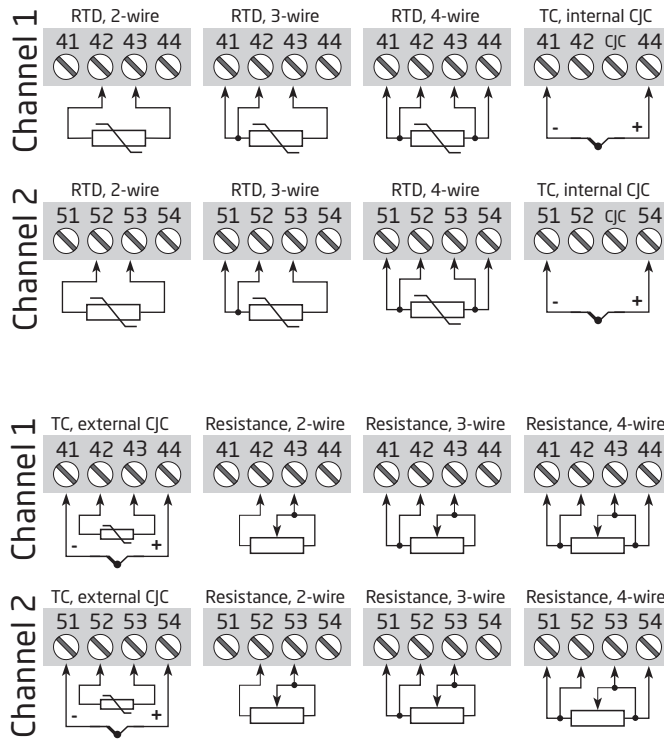 Channel 1
RTD, 2-wire RTD, 3-wire RTD, 4-wire TC, internal CJC
41 42 43 44 41 42 43 44 41 42 43 44 41 42 CJC 44
- +
Channel 2
RTD, 2-wire RTD, 3-wire RTD, 4-wire TC, internal CJC
51 52 53 54 51 52 53 54 51 52 53 54 51 52 CJC 54
- +
Channel 1
TC, external CJC Resistance, 2-wire Resistance, 3-wire Resistance, 4-wire
41 42 43 44 41 42 43 44 41 42 43 44 41 42 43 44
- +
Channel 2
TC, external CJC Resistance, 2-wire Resistance, 3-wire Resistance, 4-wire
51 52 53 54 51 52 53 54 51 52 53 54 51 52 53 54
- +